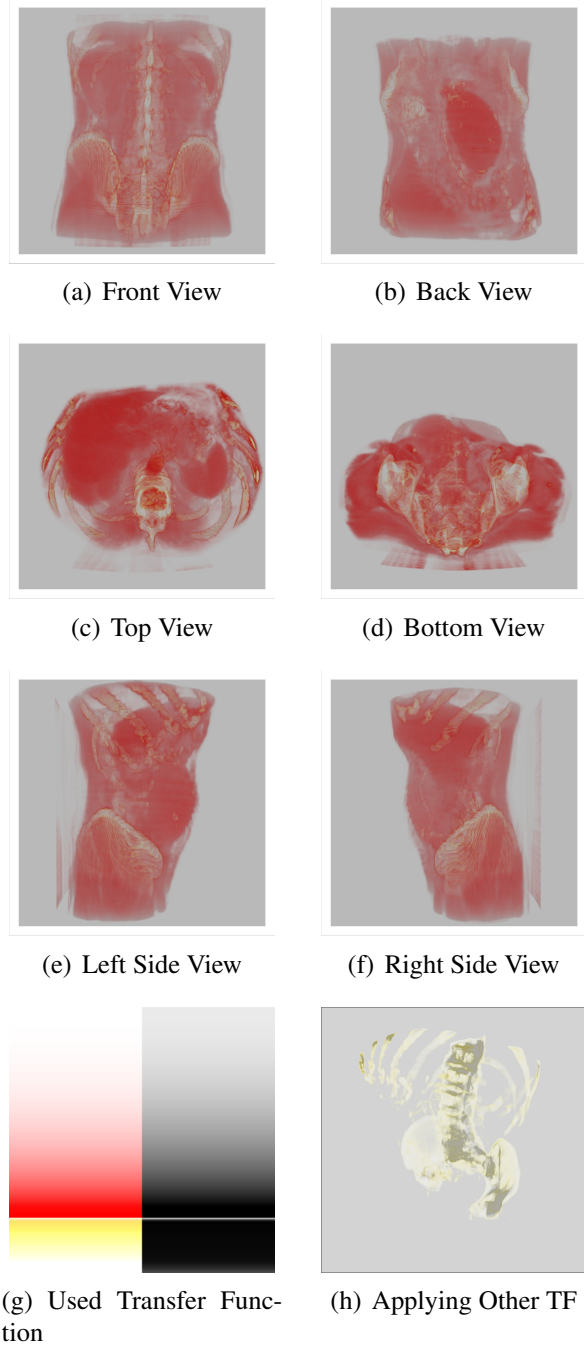 (a) Front View
(b) Back View
(c) Top View
(d) Bottom View
(e) Left Side View
(f) Right Side View
(g) Used Transfer Func-
tion
(h) Applying Other TF